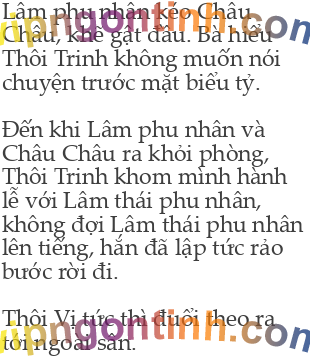 Lâm phu nhân kéo Châu
Châu, khẽ gật đầu. Bà hiểu
Thôi Trinh không muốn nói
chuyện trước mặt biểu tỷ.
Đến khi Lâm phu nhân và
Châu Châu ra khỏi phòng,
Thôi Trinh khom mình hành
lễ với Lâm thái phu nhân,
không đợi Lâm thái phu nhân
lên tiếng, hắn đã lập tức rảo
bước rời đi.
Thôi Vị tức thì đuổi theo ra
tới ngoài sân.
vipngontinh.com
vipngontinh.com